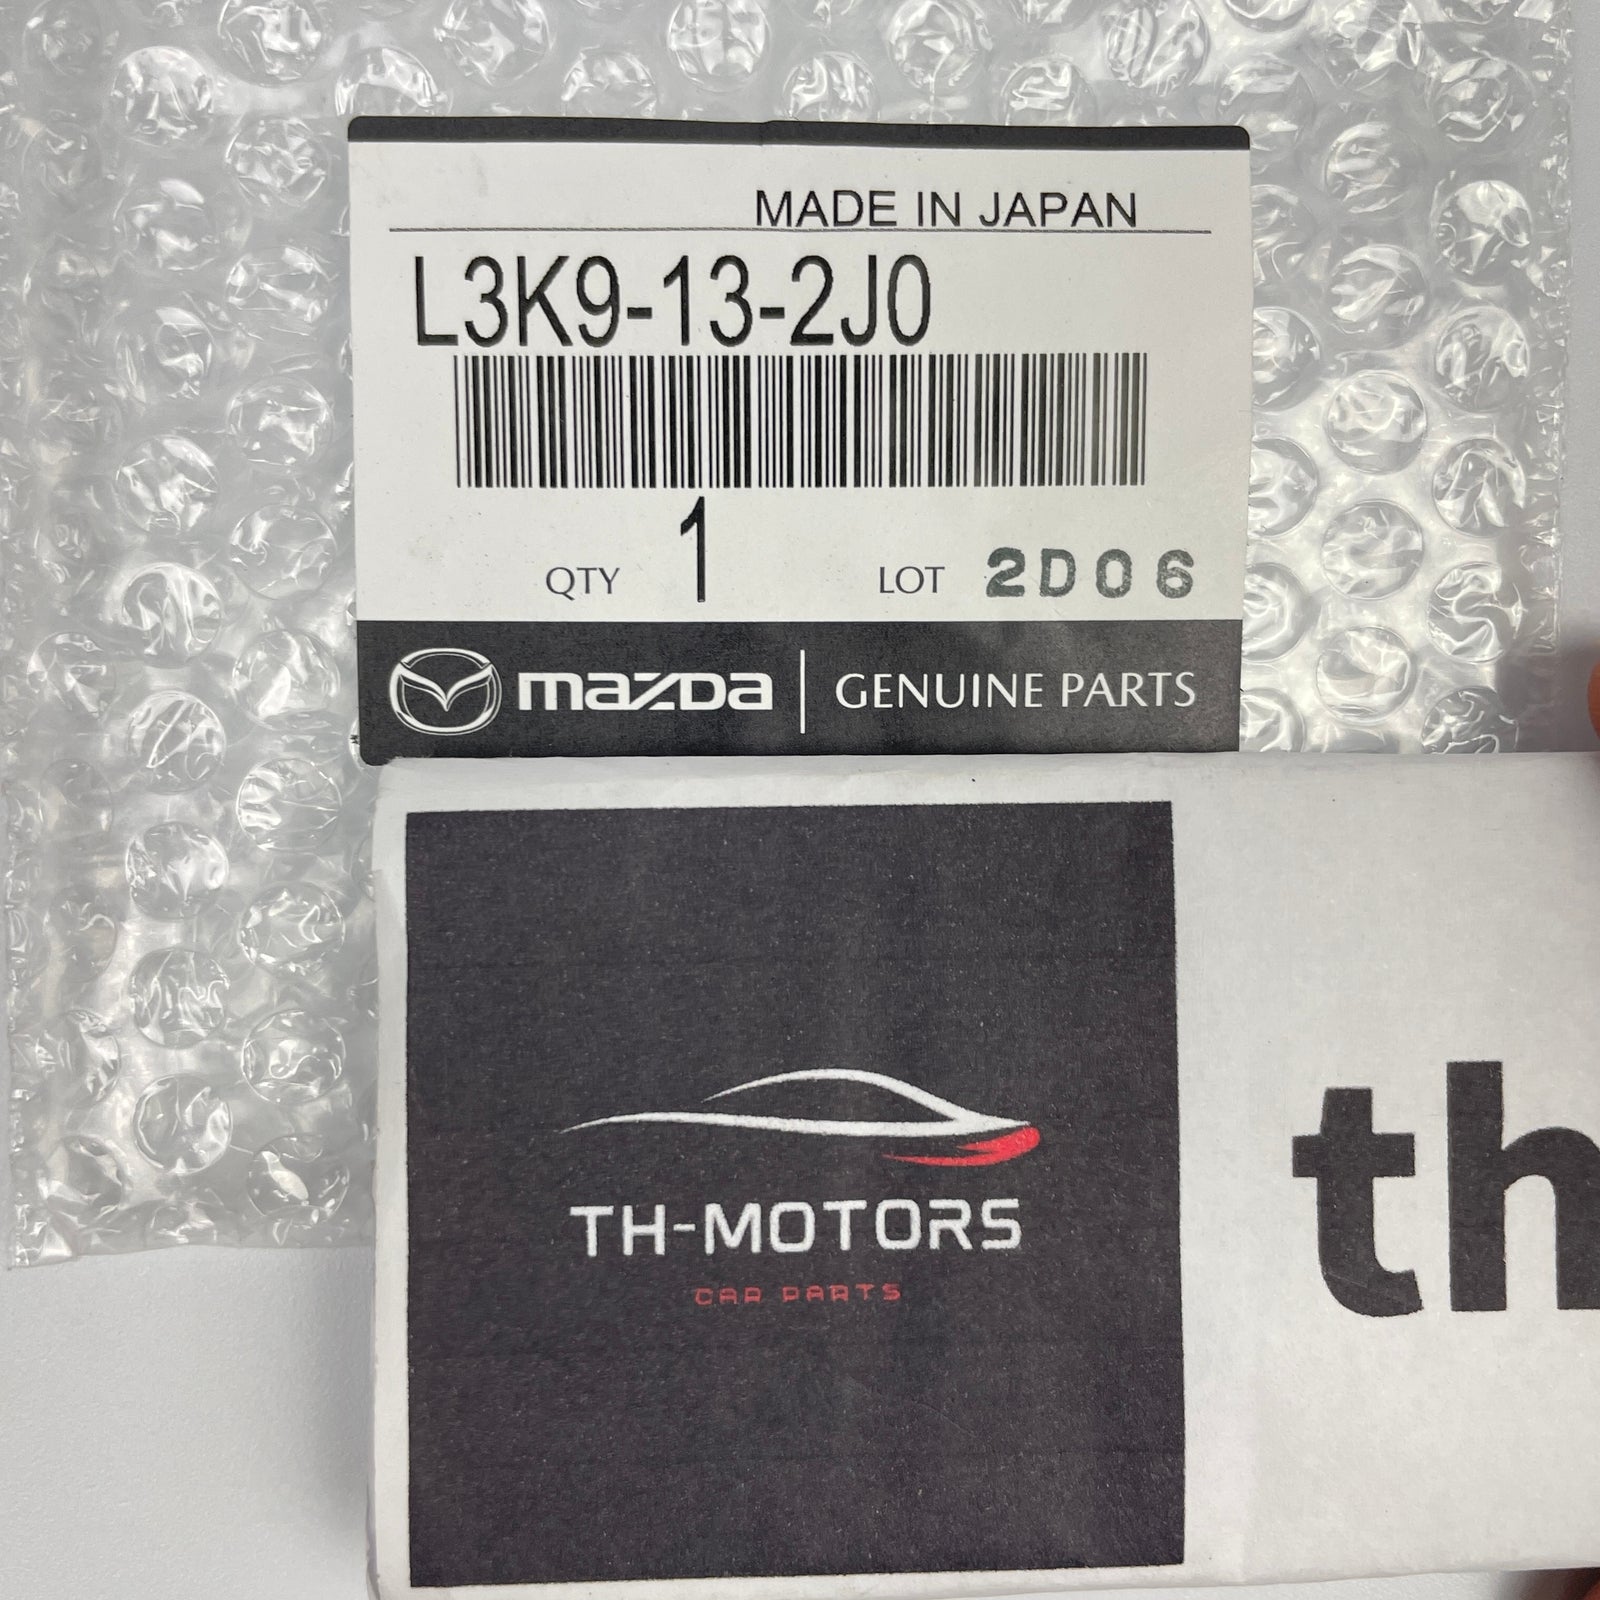 MADE IN JAPAN
L3K9-13-2J0
QTY 1 LOT 2D06
mazda GENUINE PARTS
TH-MOTORS
CAR PARTS
th